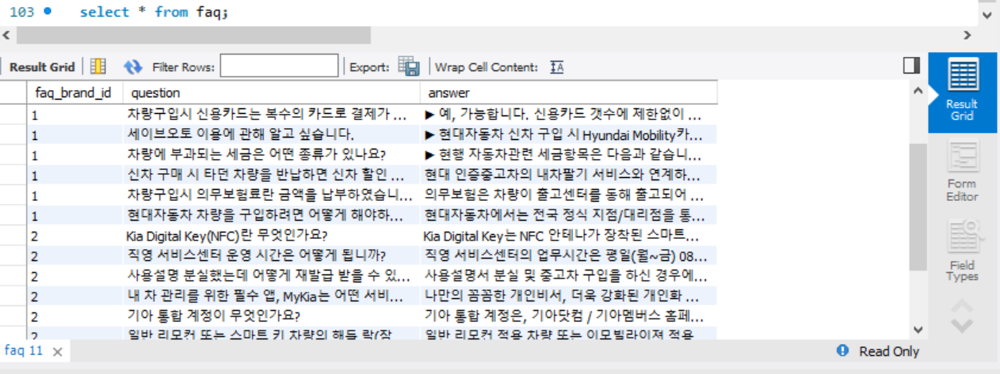 103 select * from faq;
Result Grid Filter Rows: Export: Wrap Cell Content:
faq_brand_id question answer
1 차량구입시 신용카드는 복수의 카드로 결제가 ... ▶ 예, 가능합니다. 신용카드 갯수에 제한없이 ...
1 세이브오토 이용에 관해 알고 싶습니다. ▶ 현대자동차 신차 구입 시 Hyundai Mobility카...
1 차량에 부과되는 세금은 어떤 종류가 있나요? ▶ 현행 자동차관련 세금항목은 다음과 같습니...
1 신차 구매 시 타던 차량을 반납하면 신차 할인 ... 현대 인증중고차의 내차팔기 서비스와 연계하...
1 차량구입시 의무보험료란 금액을 납부하였습니... 의무보험은 차량이 출고센터를 통해 출고되어 ...
1 현대자동차 차량을 구입하려면 어떻게 해야하... 현대자동차에서는 전국 정식 지점/대리점을 통...
2 Kia Digital Key(NFC)란 무엇인가요? Kia Digital Key는 NFC 안테나가 장착된 스마트...
2 직영 서비스센터 운영 시간은 어떻게 됩니까? 직영 서비스센터의 업무시간은 평일(월~금) 08...
2 사용설명 분실했는데 어떻게 재발급 받을 수 있... 사용설명서 분실 및 중고차 구입을 하신 경우에...
2 내 차 관리를 위한 필수 앱, MyKia는 어떤 서비... 나만의 꼼꼼한 개인비서, 더욱 강화된 개인화 ...
2 기아 통합 계정이 무엇인가요? 기아 통합 계정은, 기아닷컴 / 기아멤버스 홈페...
2 일반 리모컨 또는 스마트 키 차량의 해들 락(잠 일반 리모컨 적용 차량 또는 이모빌라이져 적용
Result
Grid
Form
Editor
Field
Types
faq 11 Read Only